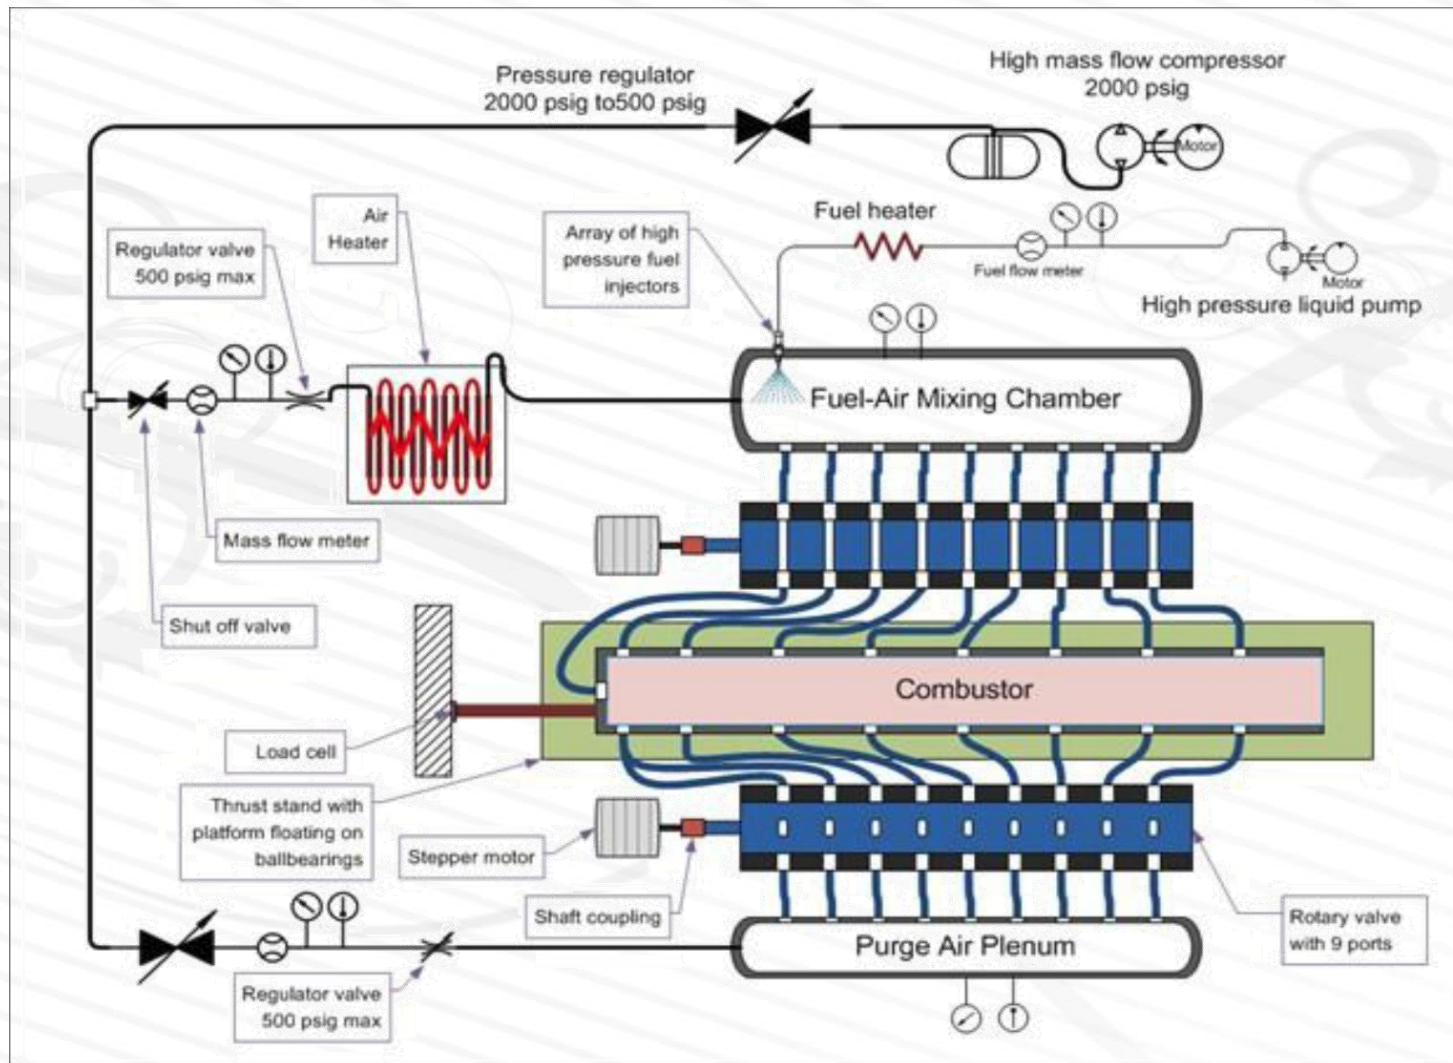 Pressure regulator
2000 psig to500 psig
High mass flow compressor
2000 psig
Motor
Air
Heater
Regulator valve
500 psig max
Array of high
pressure fuel
injectors
Fuel heater
Fuel flow meter
Motor
High pressure liquid pump
Fuel-Air Mixing Chamber
Mass flow meter
Shut off valve
Combustor
Load cell
Thrust stand with
platform floating on
ballbearings
Stepper motor
Shaft coupling
Rotary valve
with 9 ports
Purge Air Plenum
Regulator valve
500 psig max